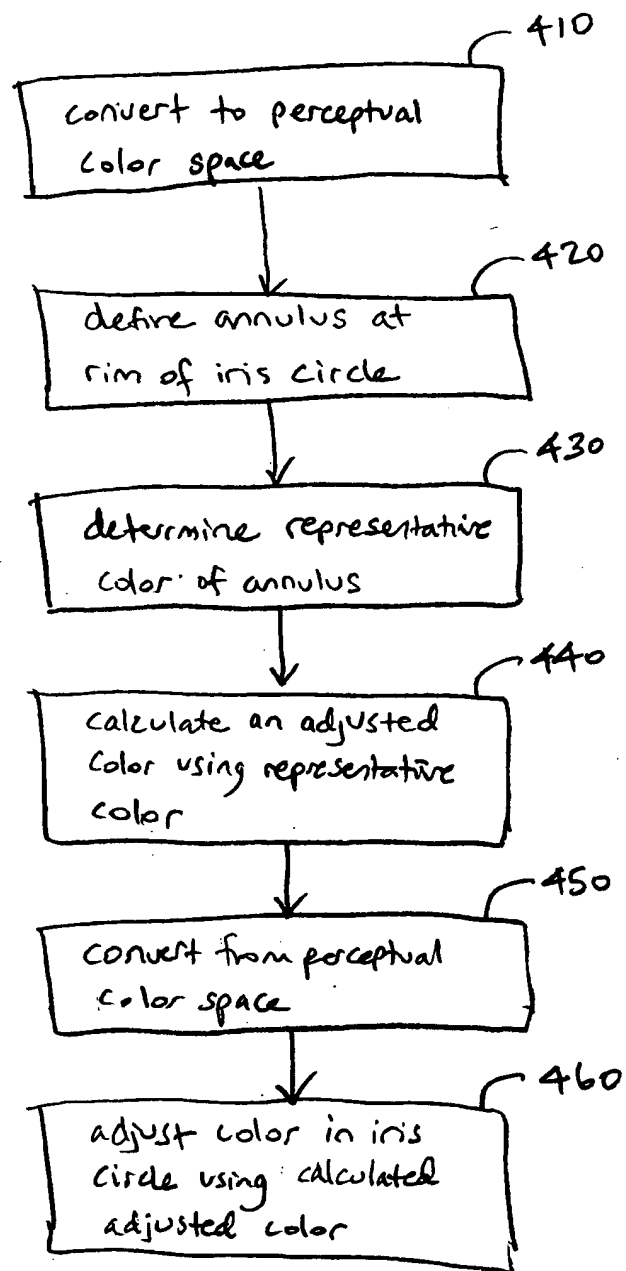 410
convert to perceptual
color space
420
define annulus at
rim of iris circle
430
determine representative
color of annulus
440
calculate an adjusted
color using representative
color
450
convert from perceptual
color space
460
adjust color in iris
circle using calculated
adjusted color